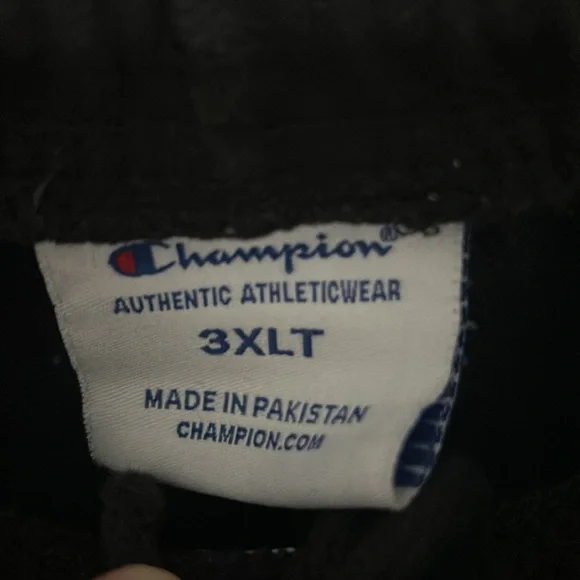 Champion®
AUTHENTIC ATHLETICWEAR
3XLT
MADE IN PAKISTAN
CHAMPION.COM